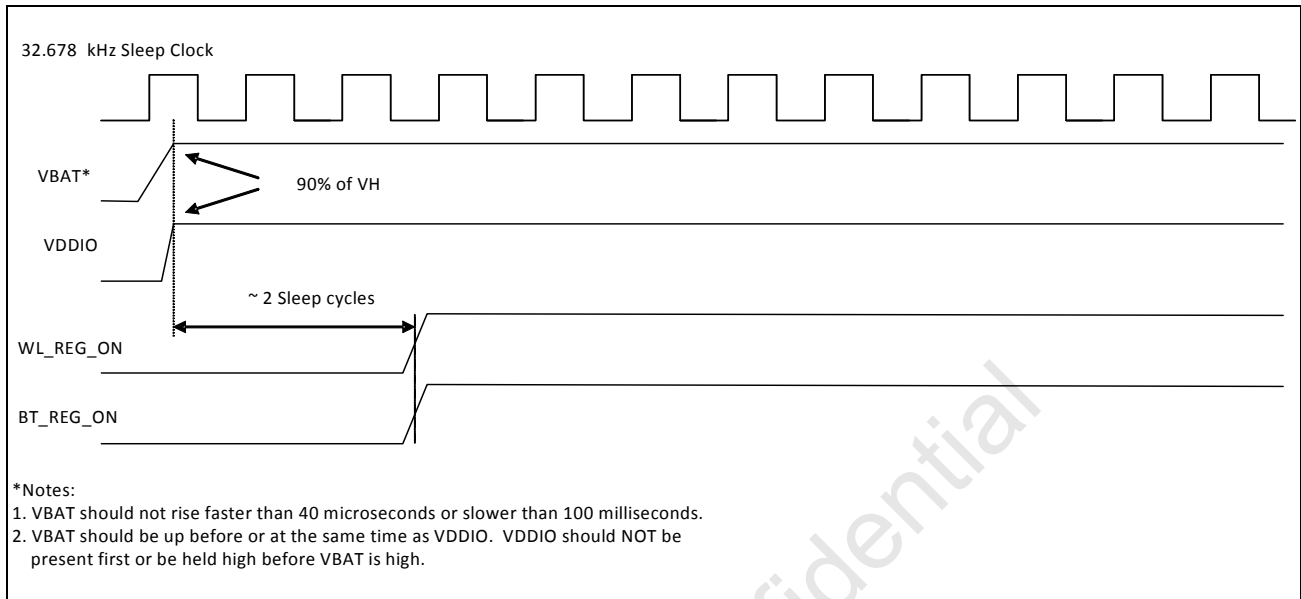 32.678 kHz Sleep Clock
VBAT*
90% of VH
VDDIO
~ 2 Sleep cycles
WL_REG_ON
BT_REG_ON
*Notes:
1. VBAT should not rise faster than 40 microseconds or slower than 100 milliseconds.
2. VBAT should be up before or at the same time as VDDIO. VDDIO should NOT be
present first or be held high before VBAT is high.
fidential